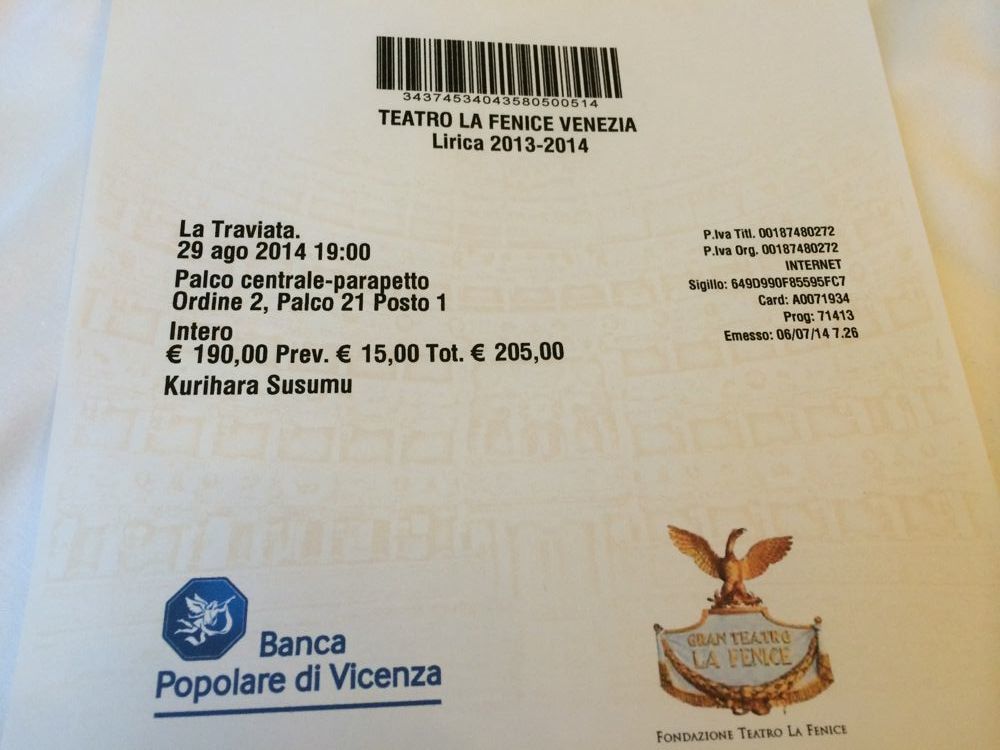 34374534043580500514
TEATRO LA FENICE VENEZIA
Lirica 2013-2014
La Traviata.
29 ago 2014 19:00
Palco centrale-parapetto
Ordine 2, Palco 21 Posto 1
Intero
€ 190,00 Prev. € 15,00 Tot. € 205,00
Kurihara Susumu
P.Iva Titl. 00187480272
P.Iva Org. 00187480272
INTERNET
Sigillo: 649D990F85595FC7
Card: A0071934
Prog: 71413
Emesso: 06/07/14 7.26
Banca
Popolare di Vicenza
GRAN TEATRO
LA FENICE
FONDAZIONE TEATRO LA FENICE